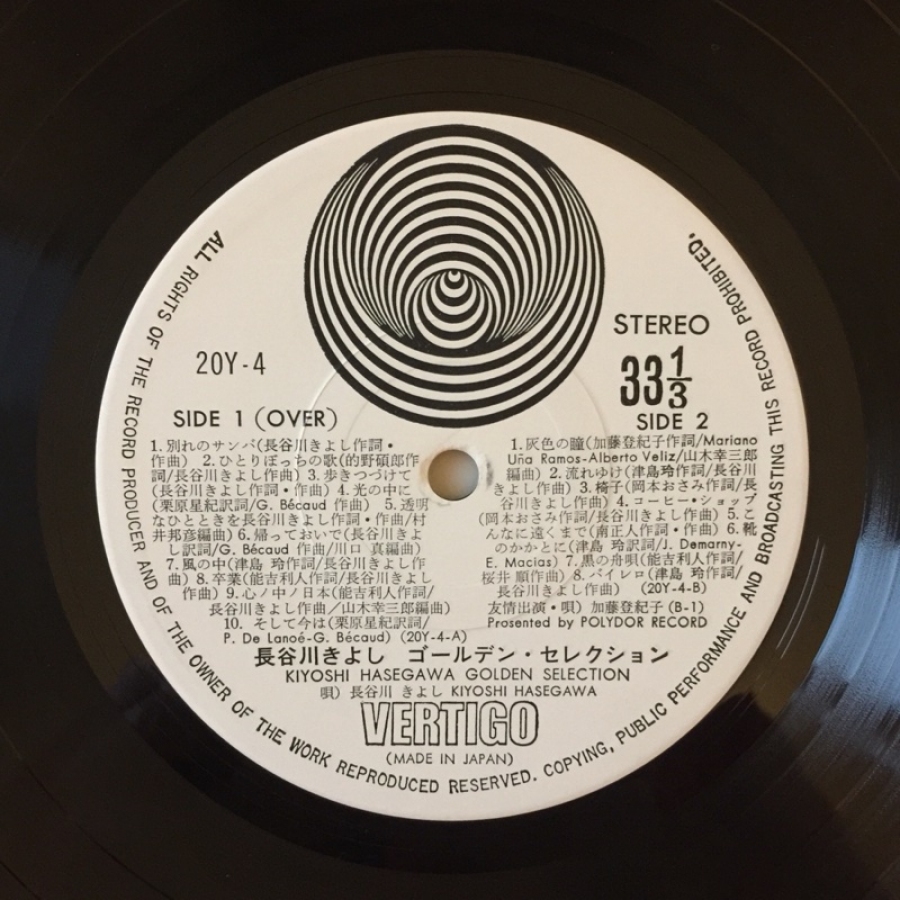 20Y-4
STEREO
33 1/3
SIDE 1 (OVER)
1. 別れのサンバ(長谷川きよし作詞・
作曲) 2. ひとりぼっちの歌(的野碩郎作
詞/長谷川きよし作曲) 3. 歩きつづけて
(長谷川きよし作詞・作曲) 4. 光の中に
(栗原星紀訳詞/G. Bécaud 作曲) 5. 透明
なひとときを長谷川きよし作詞・作曲/村
井邦彦編曲) 6. 帰っておいで(長谷川きよ
し訳詞/G. Bécaud 作曲/川口 真編曲)
7. 風の中(津島 玲作詞/長谷川きよし作
曲) 8. 卒業(能吉利人作詞/長谷川きよし
作曲) 9. 心ノ中ノ日本(能吉利人作詞/
長谷川きよし作曲/山木幸三郎編曲)
10. そして今は(栗原星紀訳詞/
P. De Lanoé-G. Bécaud) (20Y-4-A)
SIDE 2
1. 灰色の瞳(加藤登紀子作詞/Mariano
Uña Ramos-Alberto Veliz/山木幸三郎
編曲) 2. 流れゆけ(津島玲作詞/長谷川
きよし作曲) 3. 椅子(岡本おさみ作詞/長
谷川きよし作曲) 4. コーヒー・ショップ
(岡本おさみ作詞/長谷川きよし作曲) 5. こ
んなに遠くまで(南正人作詞・作曲) 6. 靴
のかかとに(津島 玲訳詞/J. Demarny-
E. Macias) 7. 黒の舟唄(能吉利人作詞/
桜井 順作曲) 8. バイレロ(津島 玲作詞/
長谷川きよし作曲) (20Y-4-B)
友情出演・唄) 加藤登紀子(B-1)
Presented by POLYDOR RECORD
長谷川きよし ゴールデン・セレクション
KIYOSHI HASEGAWA GOLDEN SELECTION
唄) 長谷川 きよし KIYOSHI HASEGAWA
VERTIGO
(MADE IN JAPAN)
ALL RIGHTS OF THE RECORD PRODUCER AND OF THE OWNER OF THE WORK REPRODUCED RESERVED. COPYING, PUBLIC PERFORMANCE AND BROADCASTING THIS RECORD PROHIBITED.